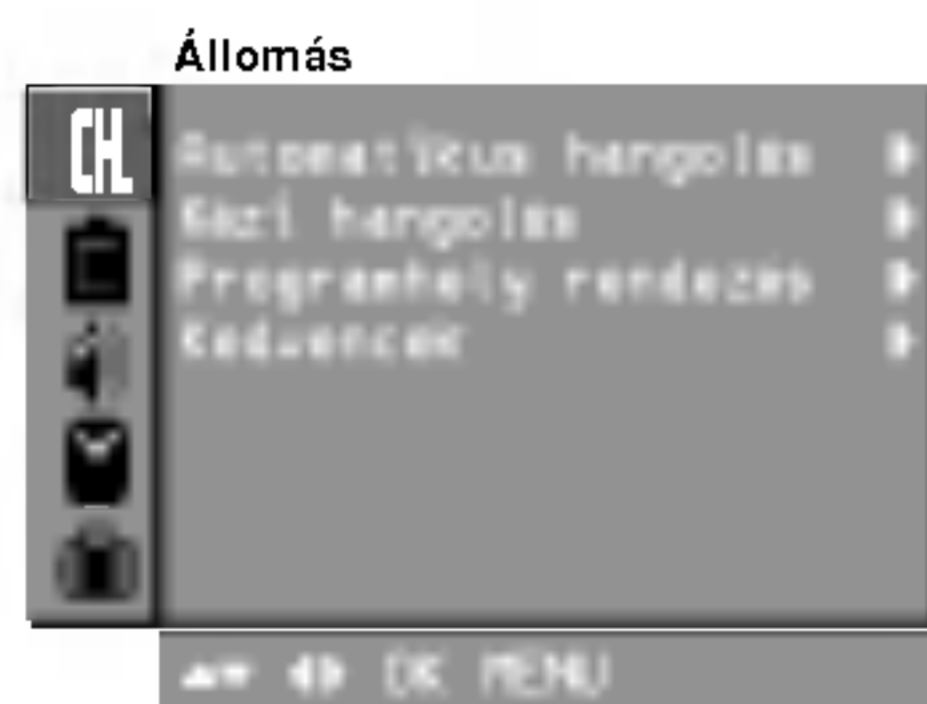 Állomás
CH
Automatikus hangolás
Kézi hangolás
Programhely rendezés
Kedvencek
OK MENU